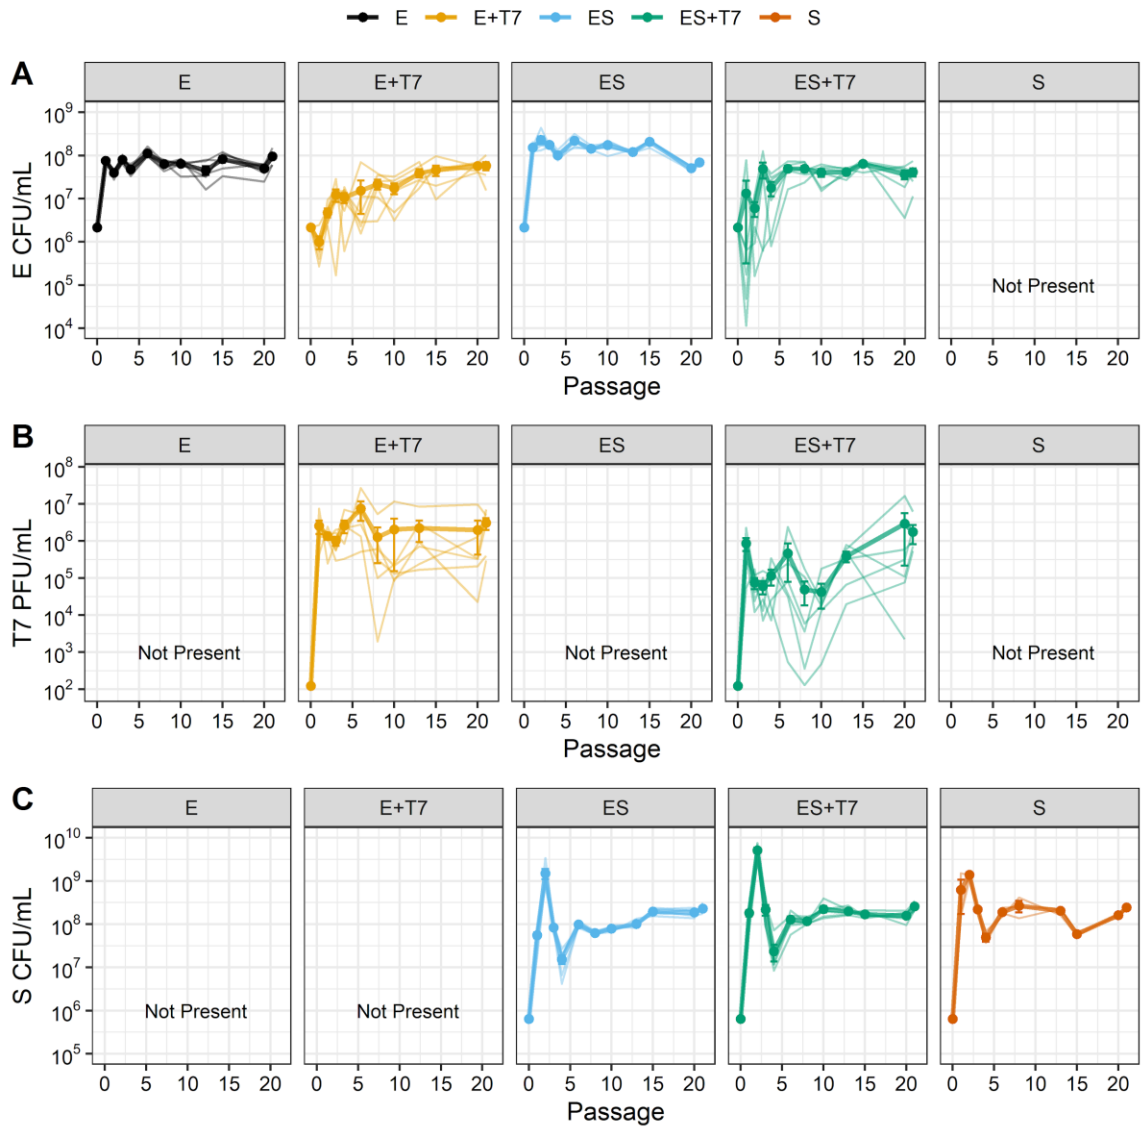 E E+T7 ES ES+T7 S
A
E E+T7 ES ES+T7 S
E CFU/mL
10⁹
10⁸
10⁷
10⁶
10⁵
10⁴
Not Present
0 5 10 15 20 0 5 10 15 20 0 5 10 15 20 0 5 10 15 20 0 5 10 15 20
Passage
B
E E+T7 ES ES+T7 S
T7 PFU/mL
10⁸
10⁷
10⁶
10⁵
10⁴
10³
10²
Not Present Not Present Not Present
0 5 10 15 20 0 5 10 15 20 0 5 10 15 20 0 5 10 15 20 0 5 10 15 20
Passage
C
E E+T7 ES ES+T7 S
S CFU/mL
10¹⁰
10⁹
10⁸
10⁷
10⁶
10⁵
Not Present Not Present
0 5 10 15 20 0 5 10 15 20 0 5 10 15 20 0 5 10 15 20 0 5 10 15 20
Passage